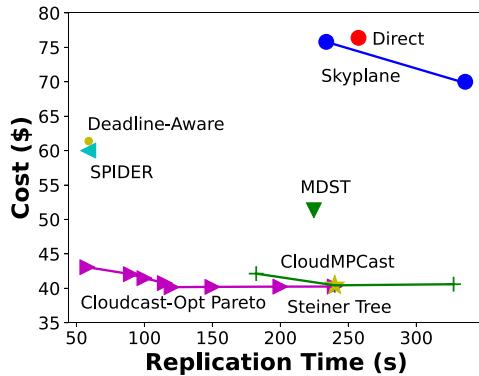 80
75
70
65
60
55
50
45
40
35
Cost ($)
Direct
Skyplane
Deadline-Aware
SPIDER
MDST
CloudMPCast
Cloudcast-Opt Pareto
Steiner Tree
50 100 150 200 250 300
Replication Time (s)